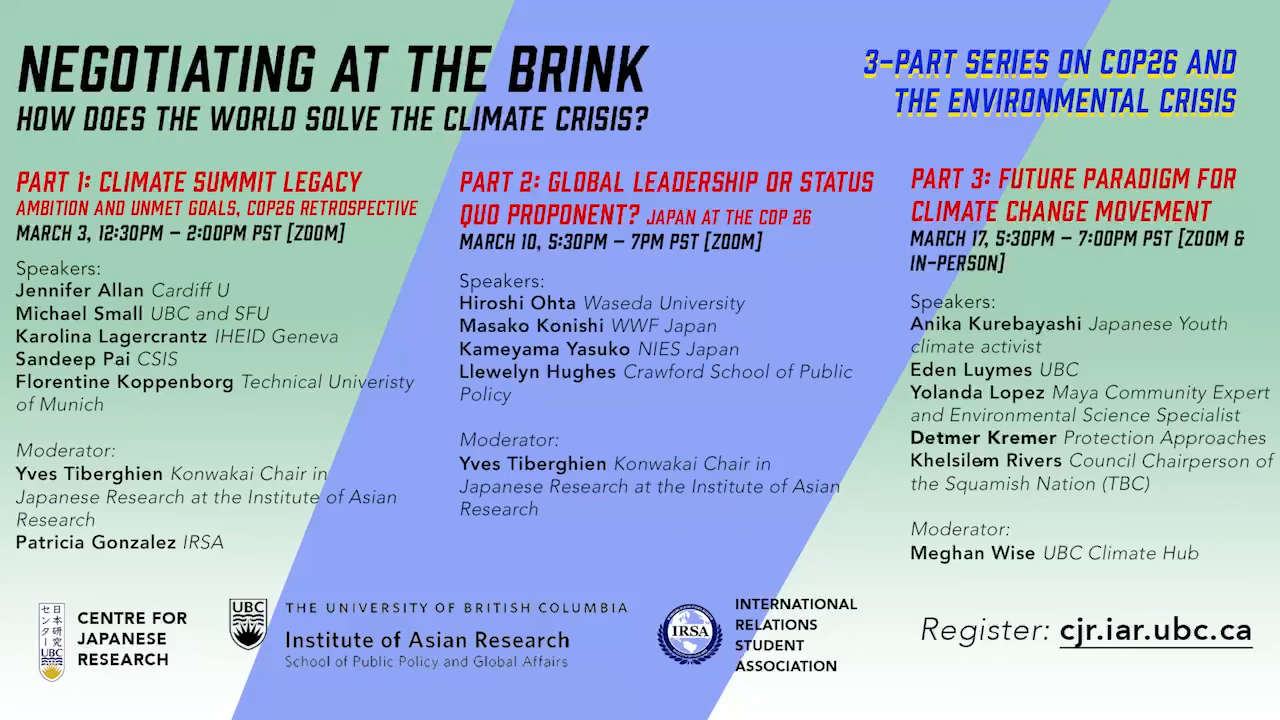 NEGOTIATING AT THE BRINK
HOW DOES THE WORLD SOLVE THE CLIMATE CRISIS?
3-PART SERIES ON COP26 AND
THE ENVIRONMENTAL CRISIS
PART 1: CLIMATE SUMMIT LEGACY
AMBITION AND UNMET GOALS, COP26 RETROSPECTIVE
MARCH 3, 12:30PM – 2:00PM PST [ZOOM]
Speakers:
Jennifer Allan Cardiff U
Michael Small UBC and SFU
Karolina Lagercrantz IHEID Geneva
Sandeep Pai CSIS
Florentine Koppenborg Technical Univeristy
of Munich
Moderator:
Yves Tiberghien Konwakai Chair in
Japanese Research at the Institute of Asian
Research
Patricia Gonzalez IRSA
PART 2: GLOBAL LEADERSHIP OR STATUS
QUO PROPONENT? JAPAN AT THE COP 26
MARCH 10, 5:30PM – 7PM PST [ZOOM]
Speakers:
Hiroshi Ohta Waseda University
Masako Konishi WWF Japan
Kameyama Yasuko NIES Japan
Llewelyn Hughes Crawford School of Public
Policy
Moderator:
Yves Tiberghien Konwakai Chair in
Japanese Research at the Institute of Asian
Research
PART 3: FUTURE PARADIGM FOR
CLIMATE CHANGE MOVEMENT
MARCH 17, 5:30PM – 7:00PM PST [ZOOM &
IN-PERSON]
Speakers:
Anika Kurebayashi Japanese Youth
climate activist
Eden Luymes UBC
Yolanda Lopez Maya Community Expert
and Environmental Science Specialist
Detmer Kremer Protection Approaches
Khelsilem Rivers Council Chairperson of
the Squamish Nation (TBC)
Moderator:
Meghan Wise UBC Climate Hub
日本研究
センター
UBC
CENTRE FOR
JAPANESE
RESEARCH
UBC
THE UNIVERSITY OF BRITISH COLUMBIA
Institute of Asian Research
School of Public Policy and Global Affairs
IRSA
INTERNATIONAL
RELATIONS
STUDENT
ASSOCIATION
Register: cjr.iar.ubc.ca